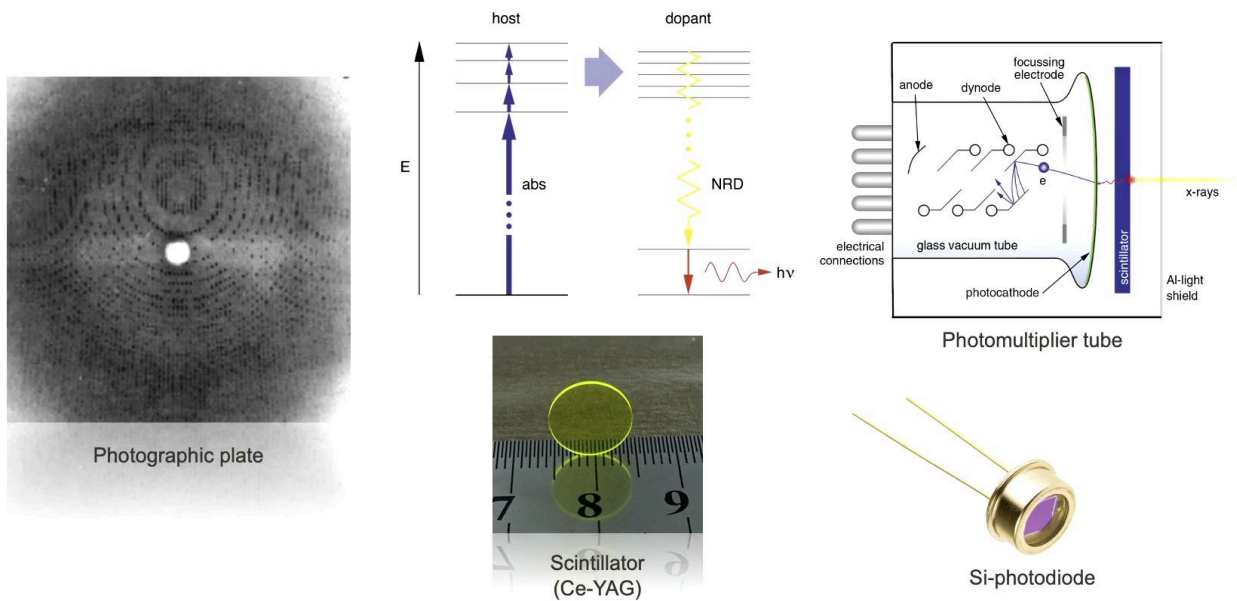 host
dopant
E
abs
NRD
hν
Photographic plate
7
8
9
Scintillator
(Ce-YAG)
focussing
electrode
anode
dynode
e
x-rays
electrical
connections
glass vacuum tube
scintillator
photocathode
Al-light
shield
Photomultiplier tube
Si-photodiode